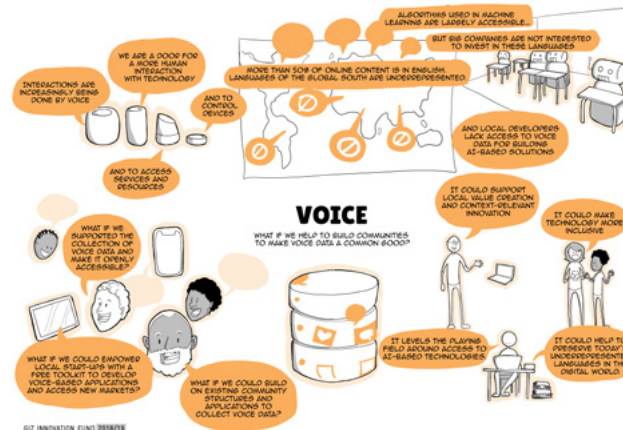 ALGORITHMS USED IN MACHINE
LEARNING ARE LARGELY ACCESSIBLE...
BUT BIG COMPANIES ARE NOT INTERESTED
TO INVEST IN THESE LANGUAGES
WE ARE A DOOR FOR
A MORE HUMAN
INTERACTION
WITH TECHNOLOGY
INTERACTIONS ARE
INCREASINGLY BEING
DONE BY VOICE
AND TO
CONTROL
DEVICES
AND TO ACCESS
SERVICES AND
RESOURCES
MORE THAN 50% OF ONLINE CONTENT IS IN ENGLISH.
LANGUAGES OF THE GLOBAL SOUTH ARE UNDERREPRESENTED.
AND LOCAL DEVELOPERS
LACK ACCESS TO VOICE
DATA FOR BUILDING
AI-BASED SOLUTIONS
VOICE
WHAT IF WE HELP TO BUILD COMMUNITIES
TO MAKE VOICE DATA A COMMON GOOD?
WHAT IF WE
SUPPORTED THE
COLLECTION OF
VOICE DATA AND
MAKE IT OPENLY
ACCESSIBLE?
WHAT IF WE COULD EMPOWER
LOCAL START-UPS WITH A
FREE TOOLKIT TO DEVELOP
VOICE-BASED APPLICATIONS
AND ACCESS NEW MARKETS?
WHAT IF WE COULD BUILD
ON EXISTING COMMUNITY
STRUCTURES AND
APPLICATIONS TO
COLLECT VOICE DATA?
IT COULD SUPPORT
LOCAL VALUE CREATION
AND CONTEXT-RELEVANT
INNOVATION
IT COULD MAKE
TECHNOLOGY MORE
INCLUSIVE
IT LEVELS THE PLAYING
FIELD AROUND ACCESS TO
AI-BASED TECHNOLOGIES.
IT COULD HELP TO
PRESERVE TODAY'S
UNDERREPRESENTED
LANGUAGES IN THE
DIGITAL WORLD.
GIZ INNOVATION FUND 2018/19